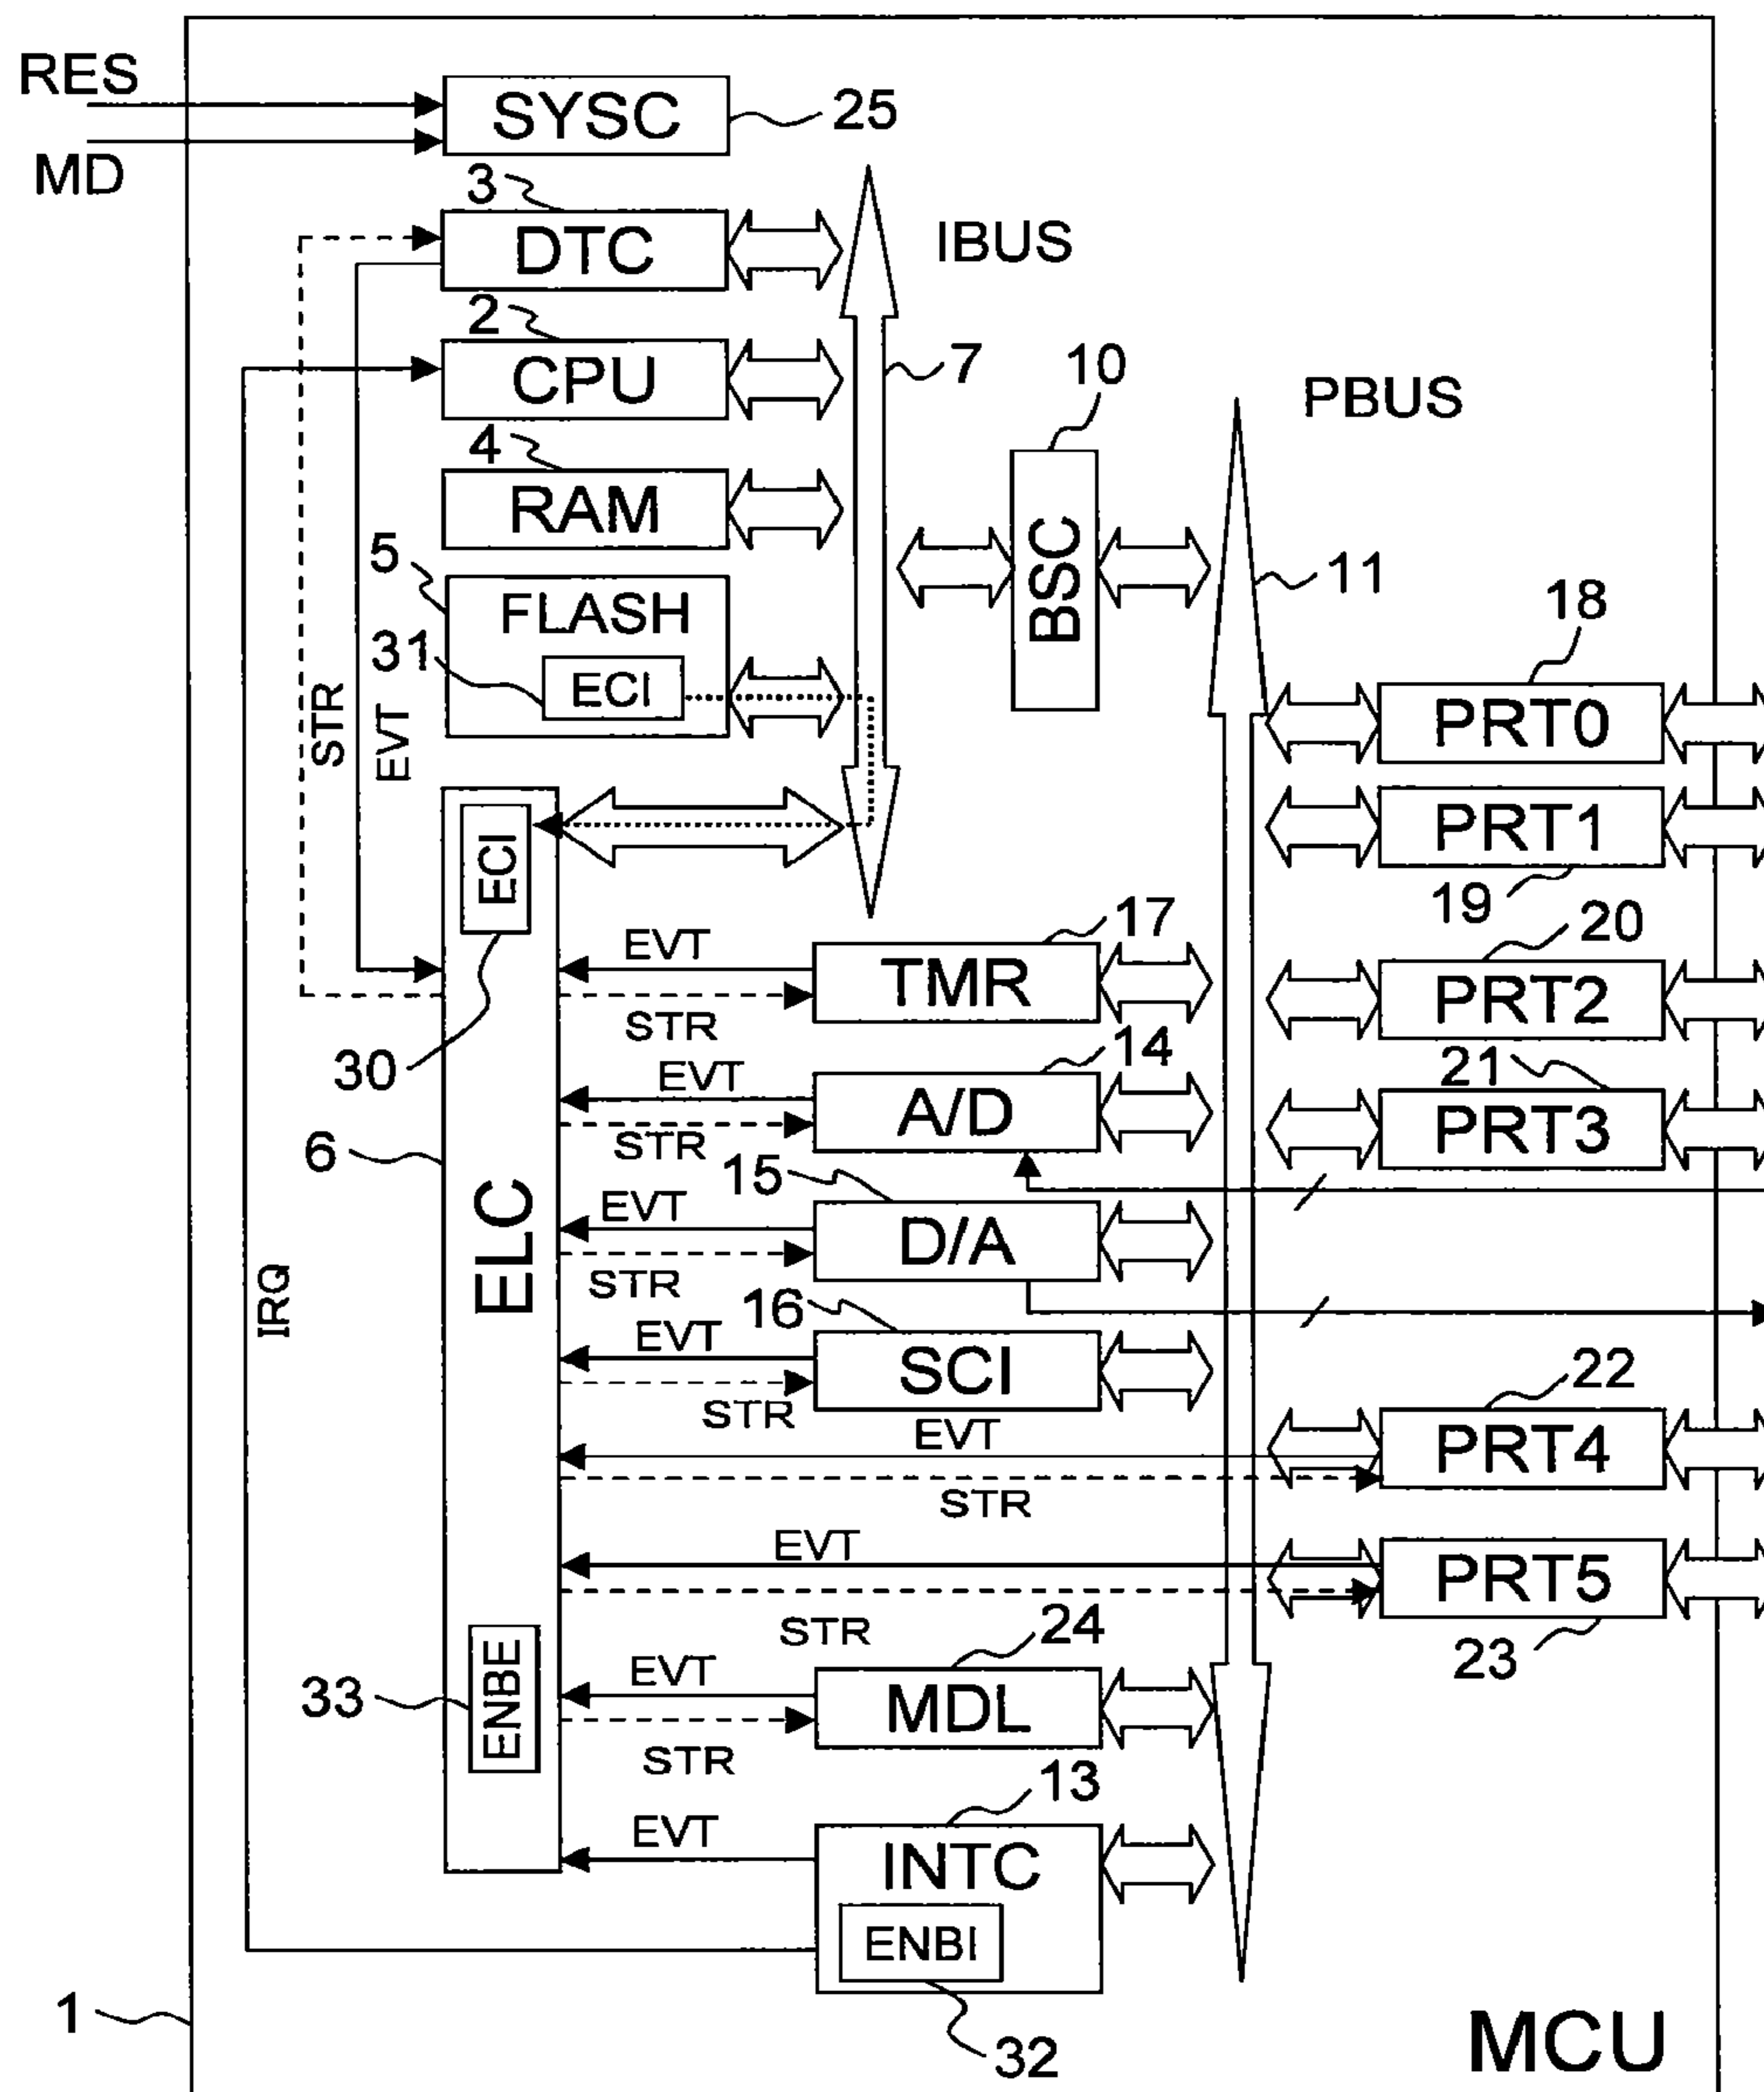 RES
SYSC
25
MD
3
DTC
IBUS
2
CPU
7
10
PBUS
4
RAM
5
FLASH
BSC
11
31
ECI
18
PRT0
STR
EVT
PRT1
19
ECI
17
20
EVT
TMR
PRT2
STR
30
14
21
EVT
A/D
PRT3
STR
6
15
ELC
EVT
D/A
STR
IRQ
16
EVT
SCI
22
STR
EVT
PRT4
STR
EVT
PRT5
STR
24
23
33
ENBE
EVT
MDL
STR
13
EVT
INTC
ENBI
1
32
MCU